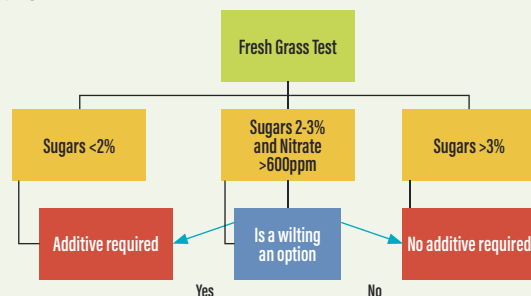 Fresh Grass Test
Sugars <2%
Sugars 2-3%
and Nitrate
>600ppm
Sugars >3%
Additive required
Is a wilting
an option
No additive required
Yes
No